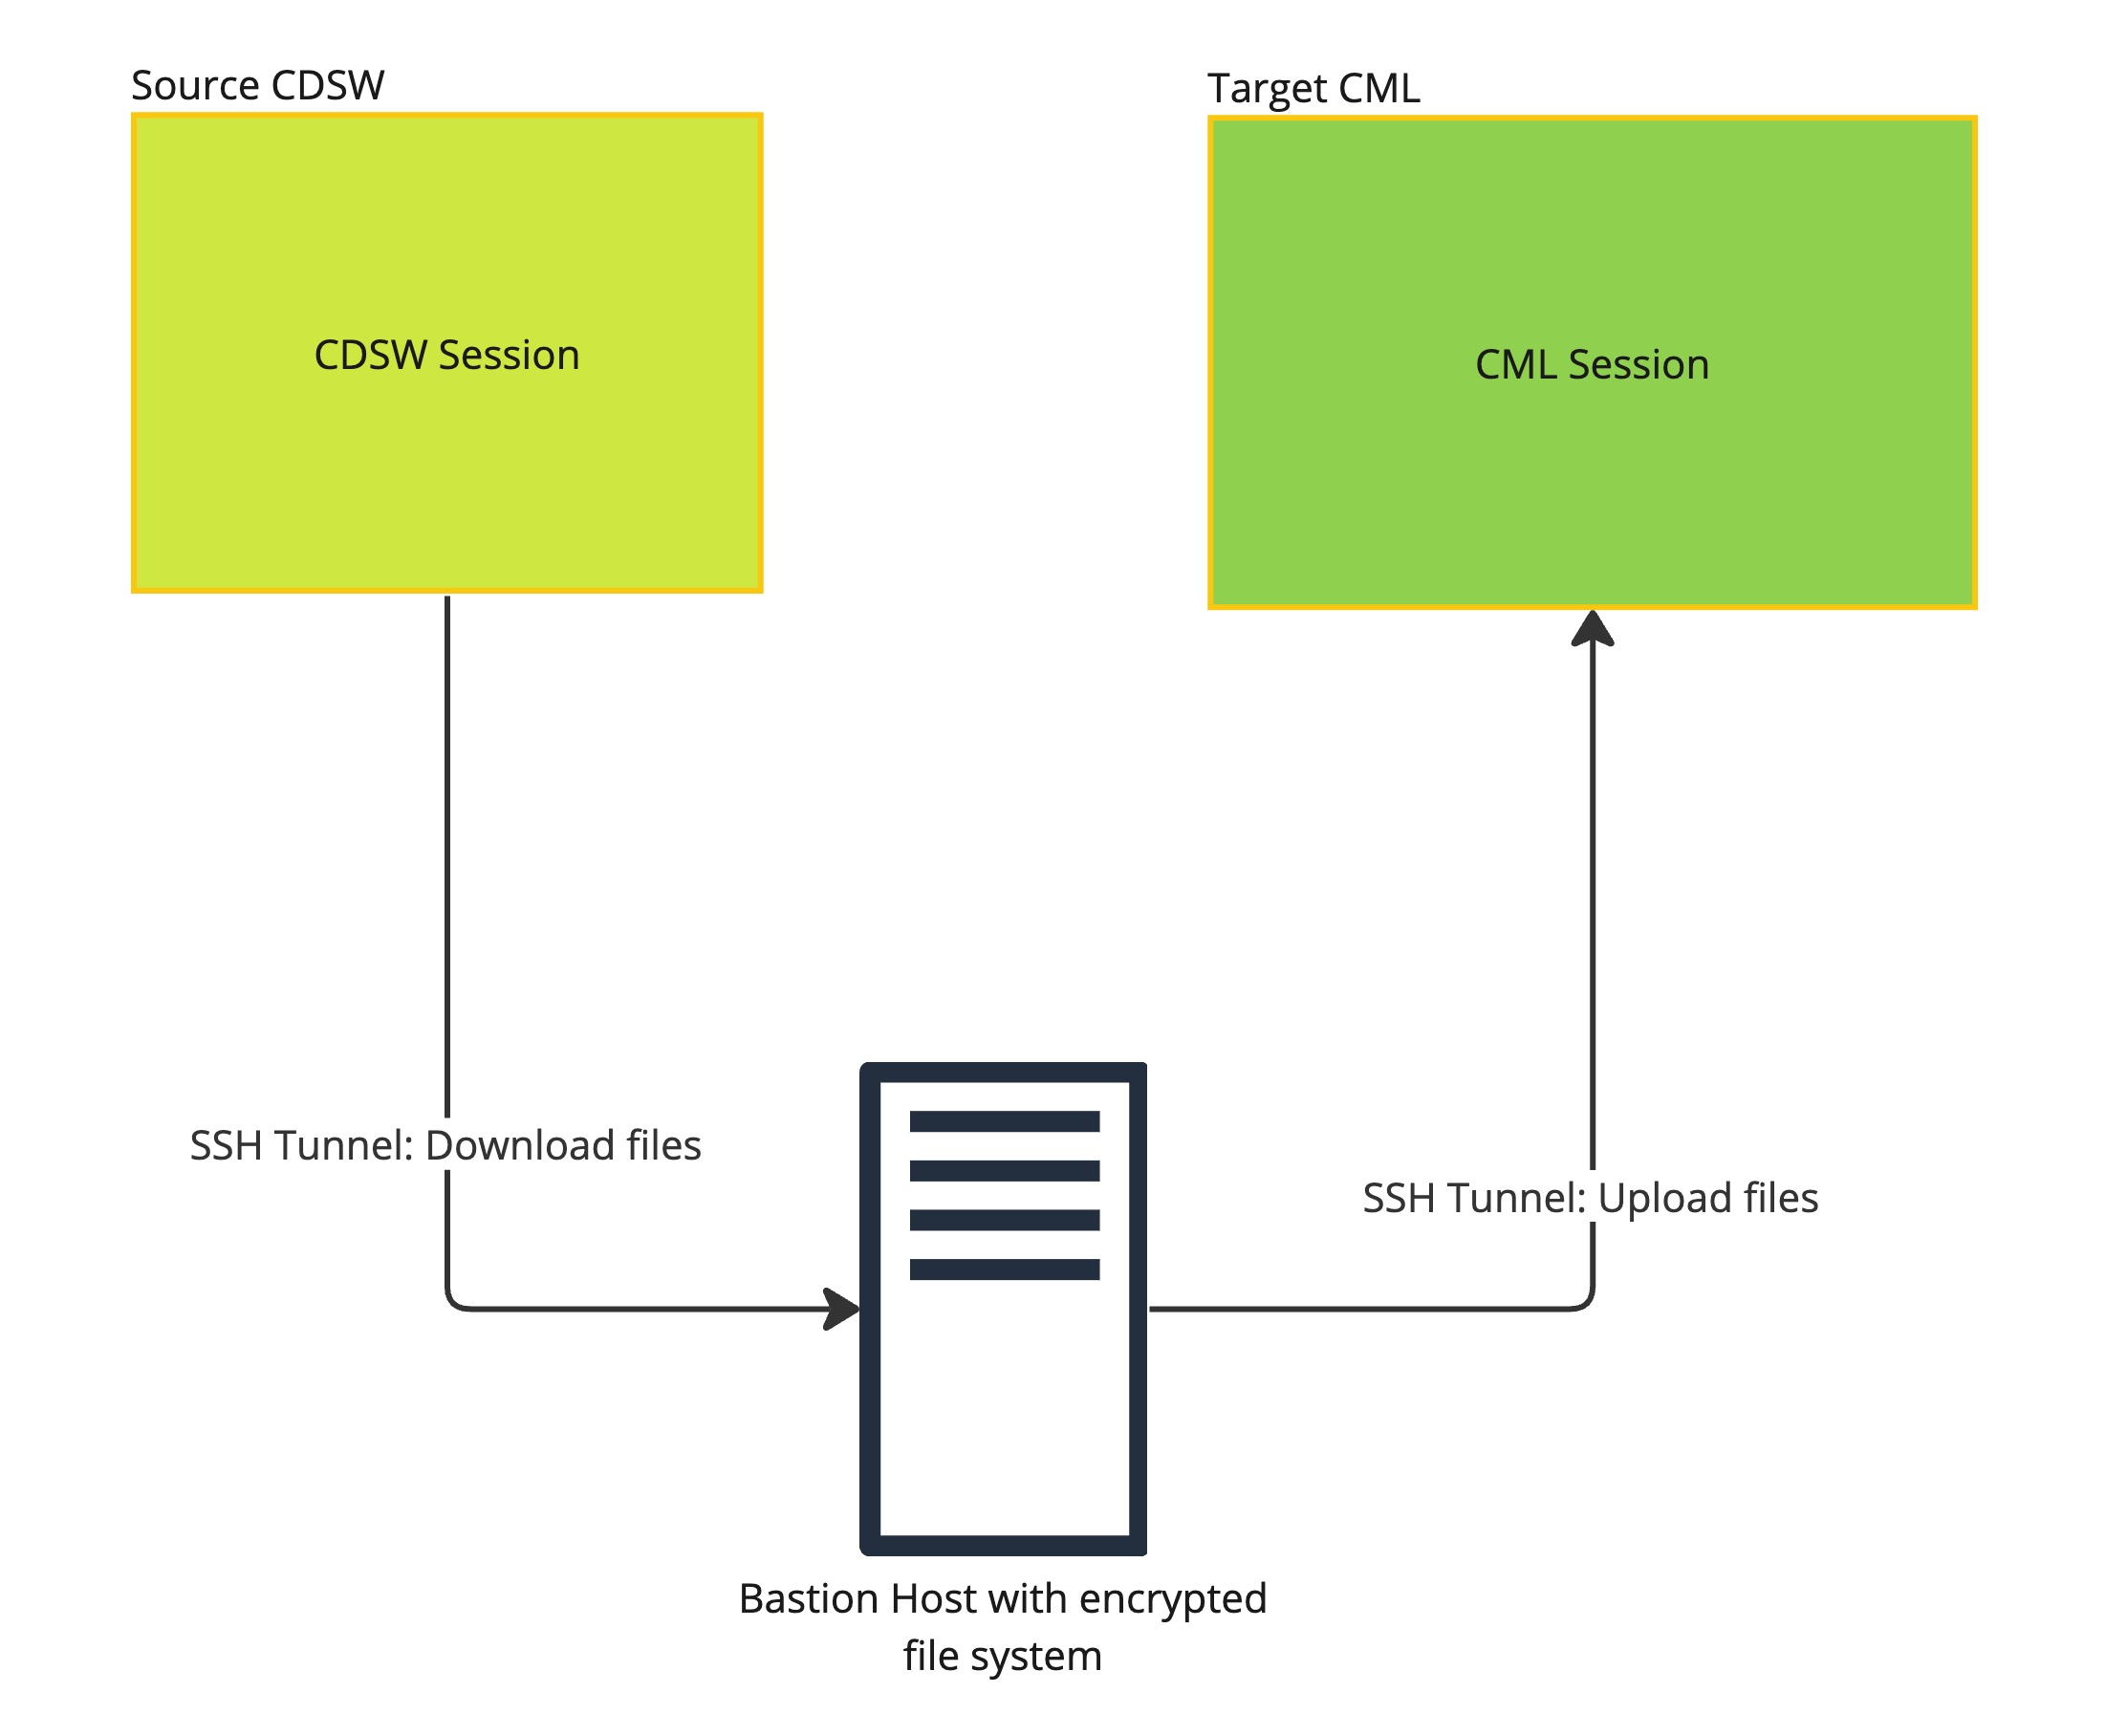 Source CDSW
Target CML
CDSW Session
CML Session
SSH Tunnel: Download files
SSH Tunnel: Upload files
Bastion Host with encrypted
file system